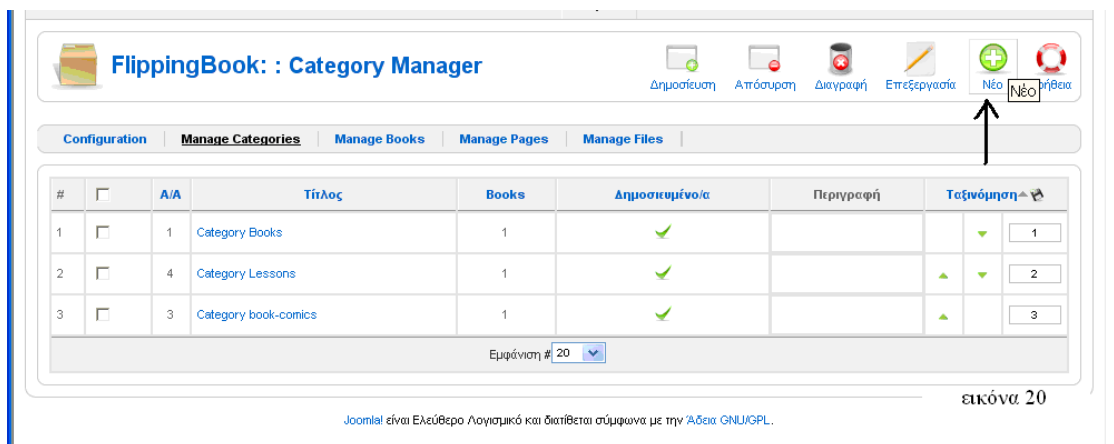 FlippingBook: : Category Manager
Δημοσίευση Απόσυρση Διαγραφή Επεξεργασία Νέο Νέο
Configuration Manage Categories Manage Books Manage Pages Manage Files
# A/A Τίτλος Books Δημοσιευμένο/α Περιγραφή Ταξινόμηση
1 1 Category Books 1 1
2 4 Category Lessons 1 2
3 3 Category book-comics 1 3
Εμφάνιση # 20
εικόνα 20
Joomla! είναι Ελεύθερο Λογισμικό και διατίθεται σύμφωνα με την Άδεια GNU/GPL.